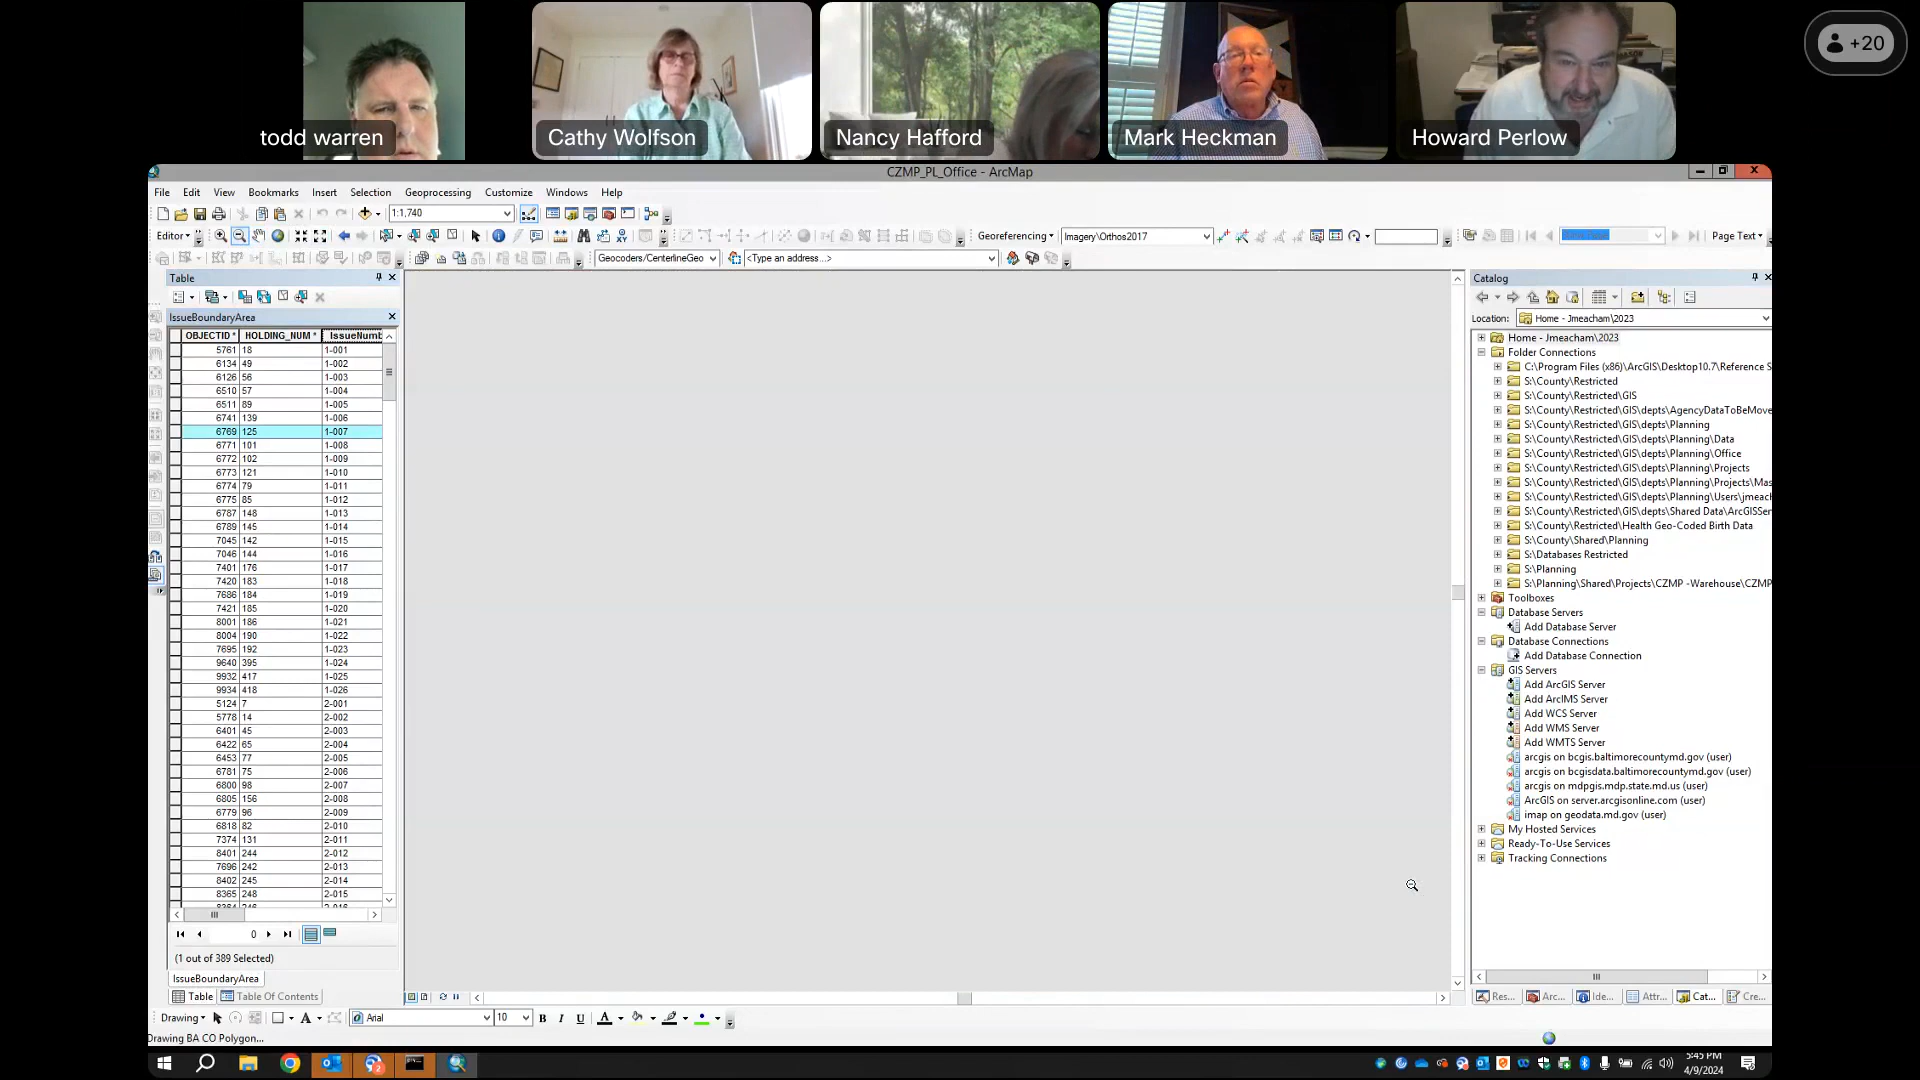 todd warren
Cathy Wolfson
Nancy Hafford
Mark Heckman
Howard Perlow
+20
CZMP_PL_Office - ArcMap
File Edit View Bookmarks Insert Selection Geoprocessing Customize Windows Help
1:1,740
Editor
Georeferencing
Imagery\Orthos2017
Page Text
Geocoders/CenterlineGeo
<Type an address...>
Table
IssueBoundaryArea
OBJECTID * HOLDING_NUM * IssueNumb
5761 18 1-001
6134 49 1-002
6126 56 1-003
6510 57 1-004
6511 89 1-005
6741 139 1-006
6769 125 1-007
6771 101 1-008
6772 102 1-009
6773 121 1-010
6774 79 1-011
6775 85 1-012
6787 148 1-013
6789 145 1-014
7045 142 1-015
7046 144 1-016
7401 176 1-017
7420 183 1-018
7686 184 1-019
7421 185 1-020
8001 186 1-021
8004 190 1-022
7695 192 1-023
9640 395 1-024
9932 417 1-025
9934 418 1-026
5124 7 2-001
5778 14 2-002
6401 45 2-003
6422 65 2-004
6453 77 2-005
6781 75 2-006
6800 98 2-007
6805 156 2-008
6779 96 2-009
6818 82 2-010
7374 131 2-011
8401 244 2-012
7696 242 2-013
8402 245 2-014
8365 248 2-015
0
(1 out of 389 Selected)
IssueBoundaryArea
Table Table Of Contents
Catalog
Location: Home - Jmeacham\2023
Home - Jmeacham\2023
Folder Connections
C:\Program Files (x86)\ArcGIS\Desktop10.7\Reference S
S:\County\Restricted
S:\County\Restricted\GIS
S:\County\Restricted\GIS\depts\AgencyDataToBeMove
S:\County\Restricted\GIS\depts\Planning
S:\County\Restricted\GIS\depts\Planning\Data
S:\County\Restricted\GIS\depts\Planning\Office
S:\County\Restricted\GIS\depts\Planning\Projects
S:\County\Restricted\GIS\depts\Planning\Projects\Mas
S:\County\Restricted\GIS\depts\Planning\Users\jmeach
S:\County\Restricted\GIS\depts\Shared Data\ArcGISSer
S:\County\Restricted\Health Geo-Coded Birth Data
S:\County\Shared\Planning
S:\Databases Restricted
S:\Planning
S:\Planning\Shared\Projects\CZMP -Warehouse\CZMP
Toolboxes
Database Servers
Add Database Server
Database Connections
Add Database Connection
GIS Servers
Add ArcGIS Server
Add ArcIMS Server
Add WCS Server
Add WMS Server
Add WMTS Server
arcgis on bcgis.baltimorecountymd.gov (user)
arcgis on bcgisdata.baltimorecountymd.gov (user)
arcgis on mdpgis.mdp.state.md.us (user)
ArcGIS on server.arcgisonline.com (user)
imap on geodata.md.gov (user)
My Hosted Services
Ready-To-Use Services
Tracking Connections
Res... Arc... Ide... Attr... Cat... Cre...
Drawing Arial 10 B I U A
Drawing BA CO Polygon...
5:45 PM
4/9/2024